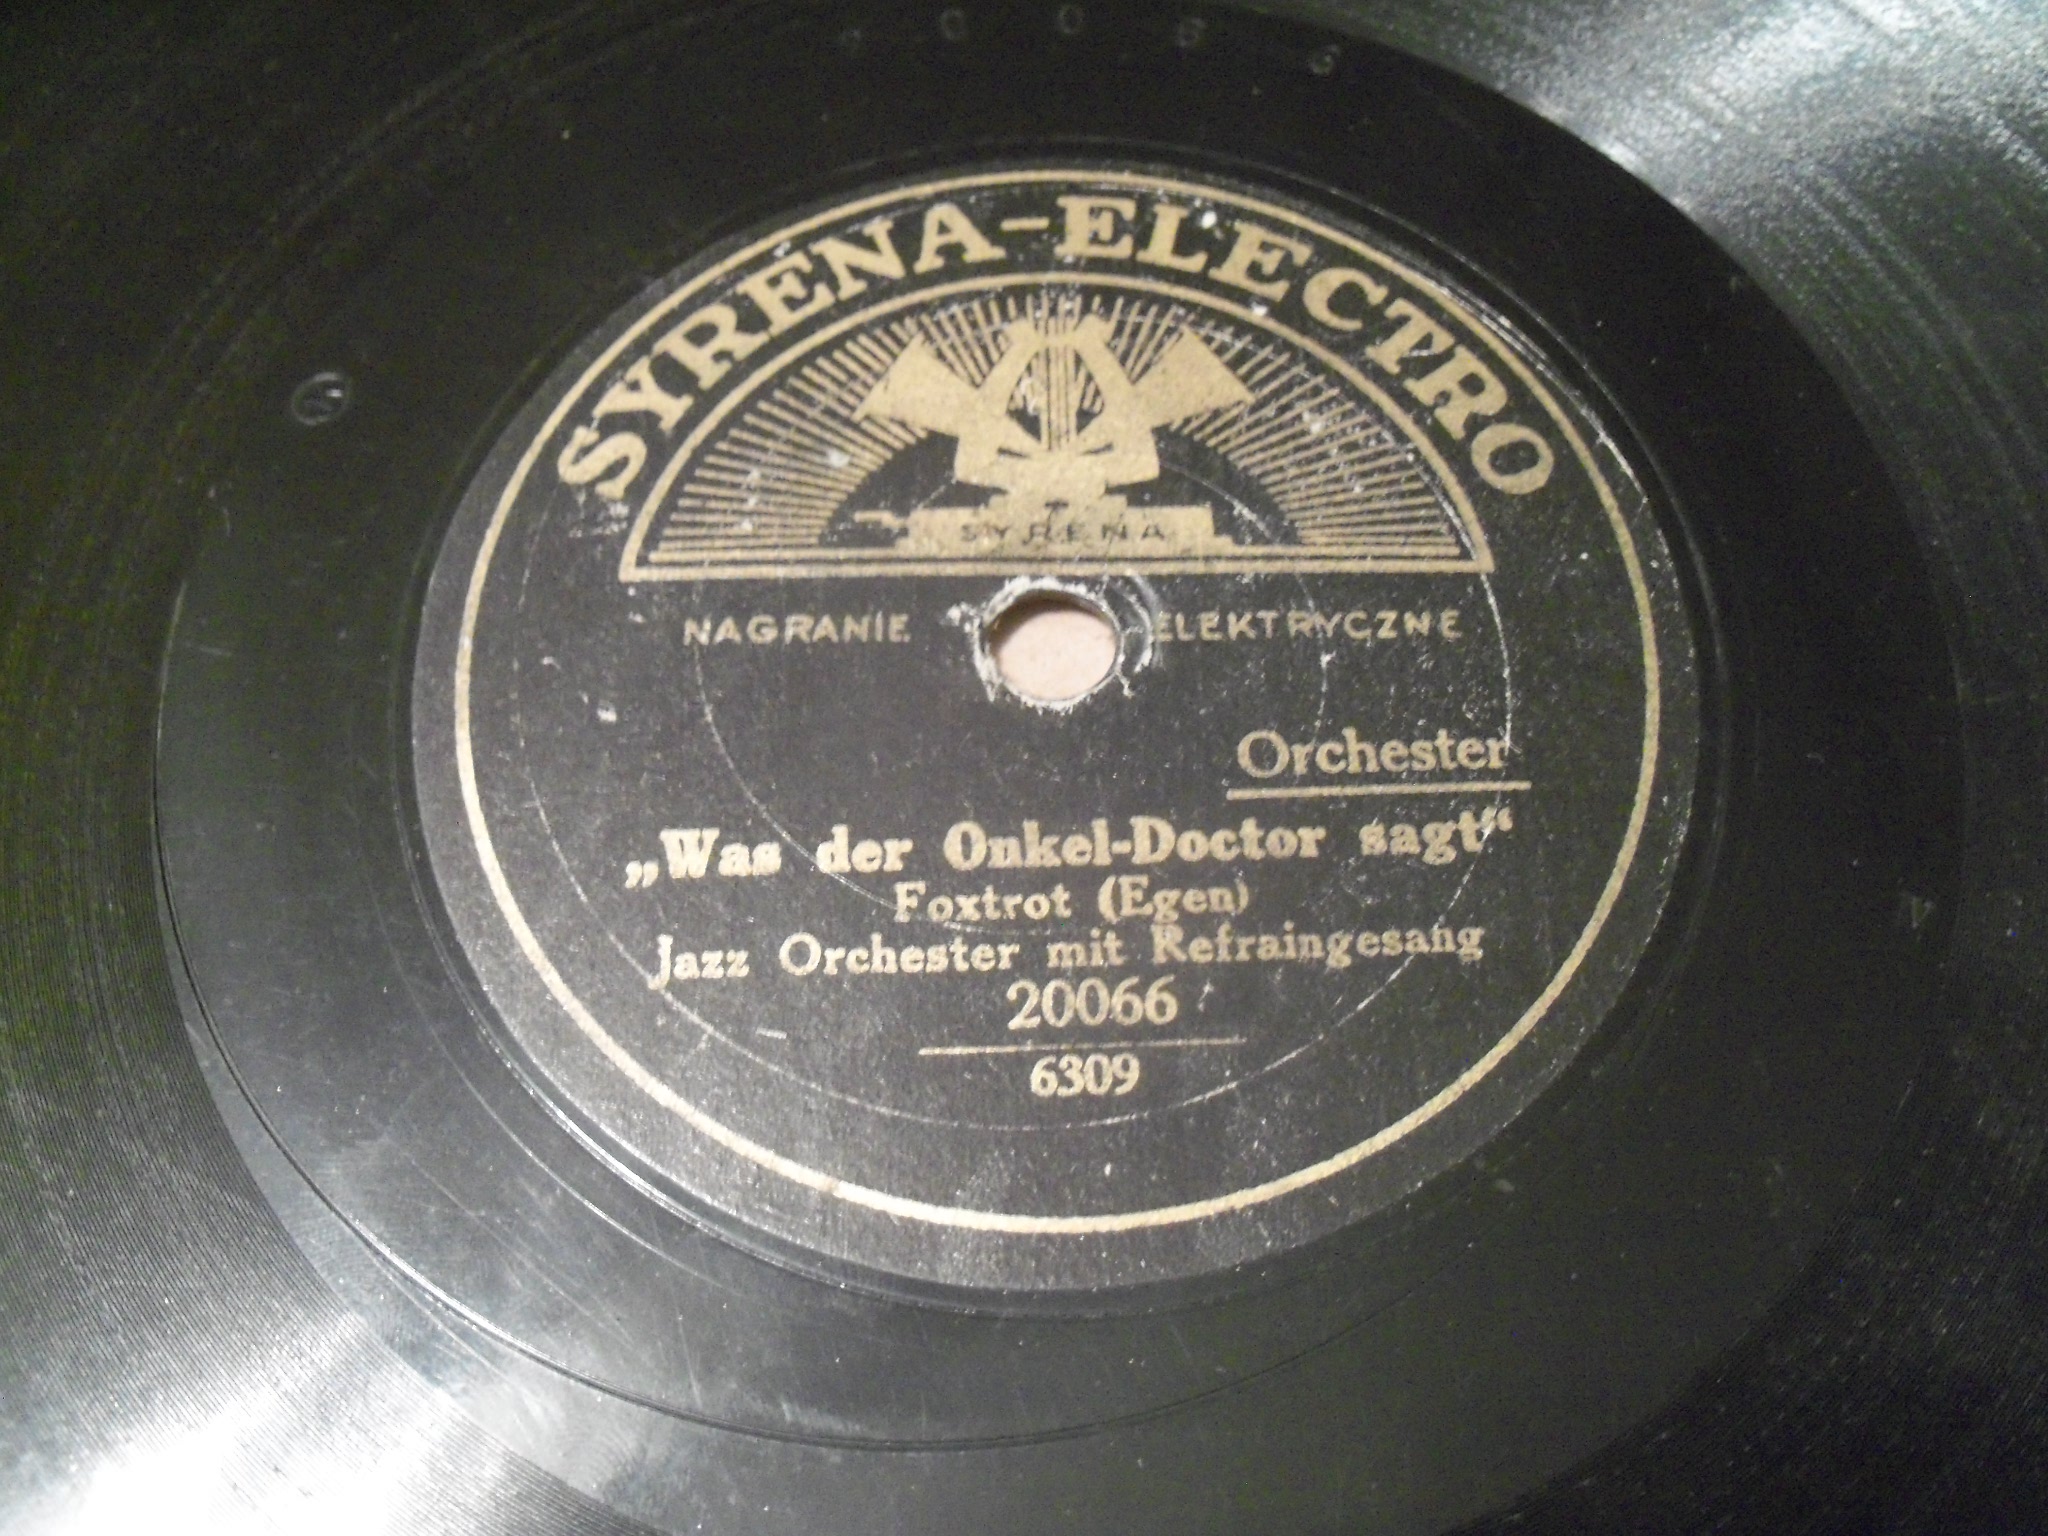 SYRENA-ELECTRO
SYRENA
NAGRANIE ELEKTRYCZNE
Orchester
„Was der Onkel-Doctor sagt“
Foxtrot (Egen)
Jazz Orchester mit Refraingesang
20066
6309